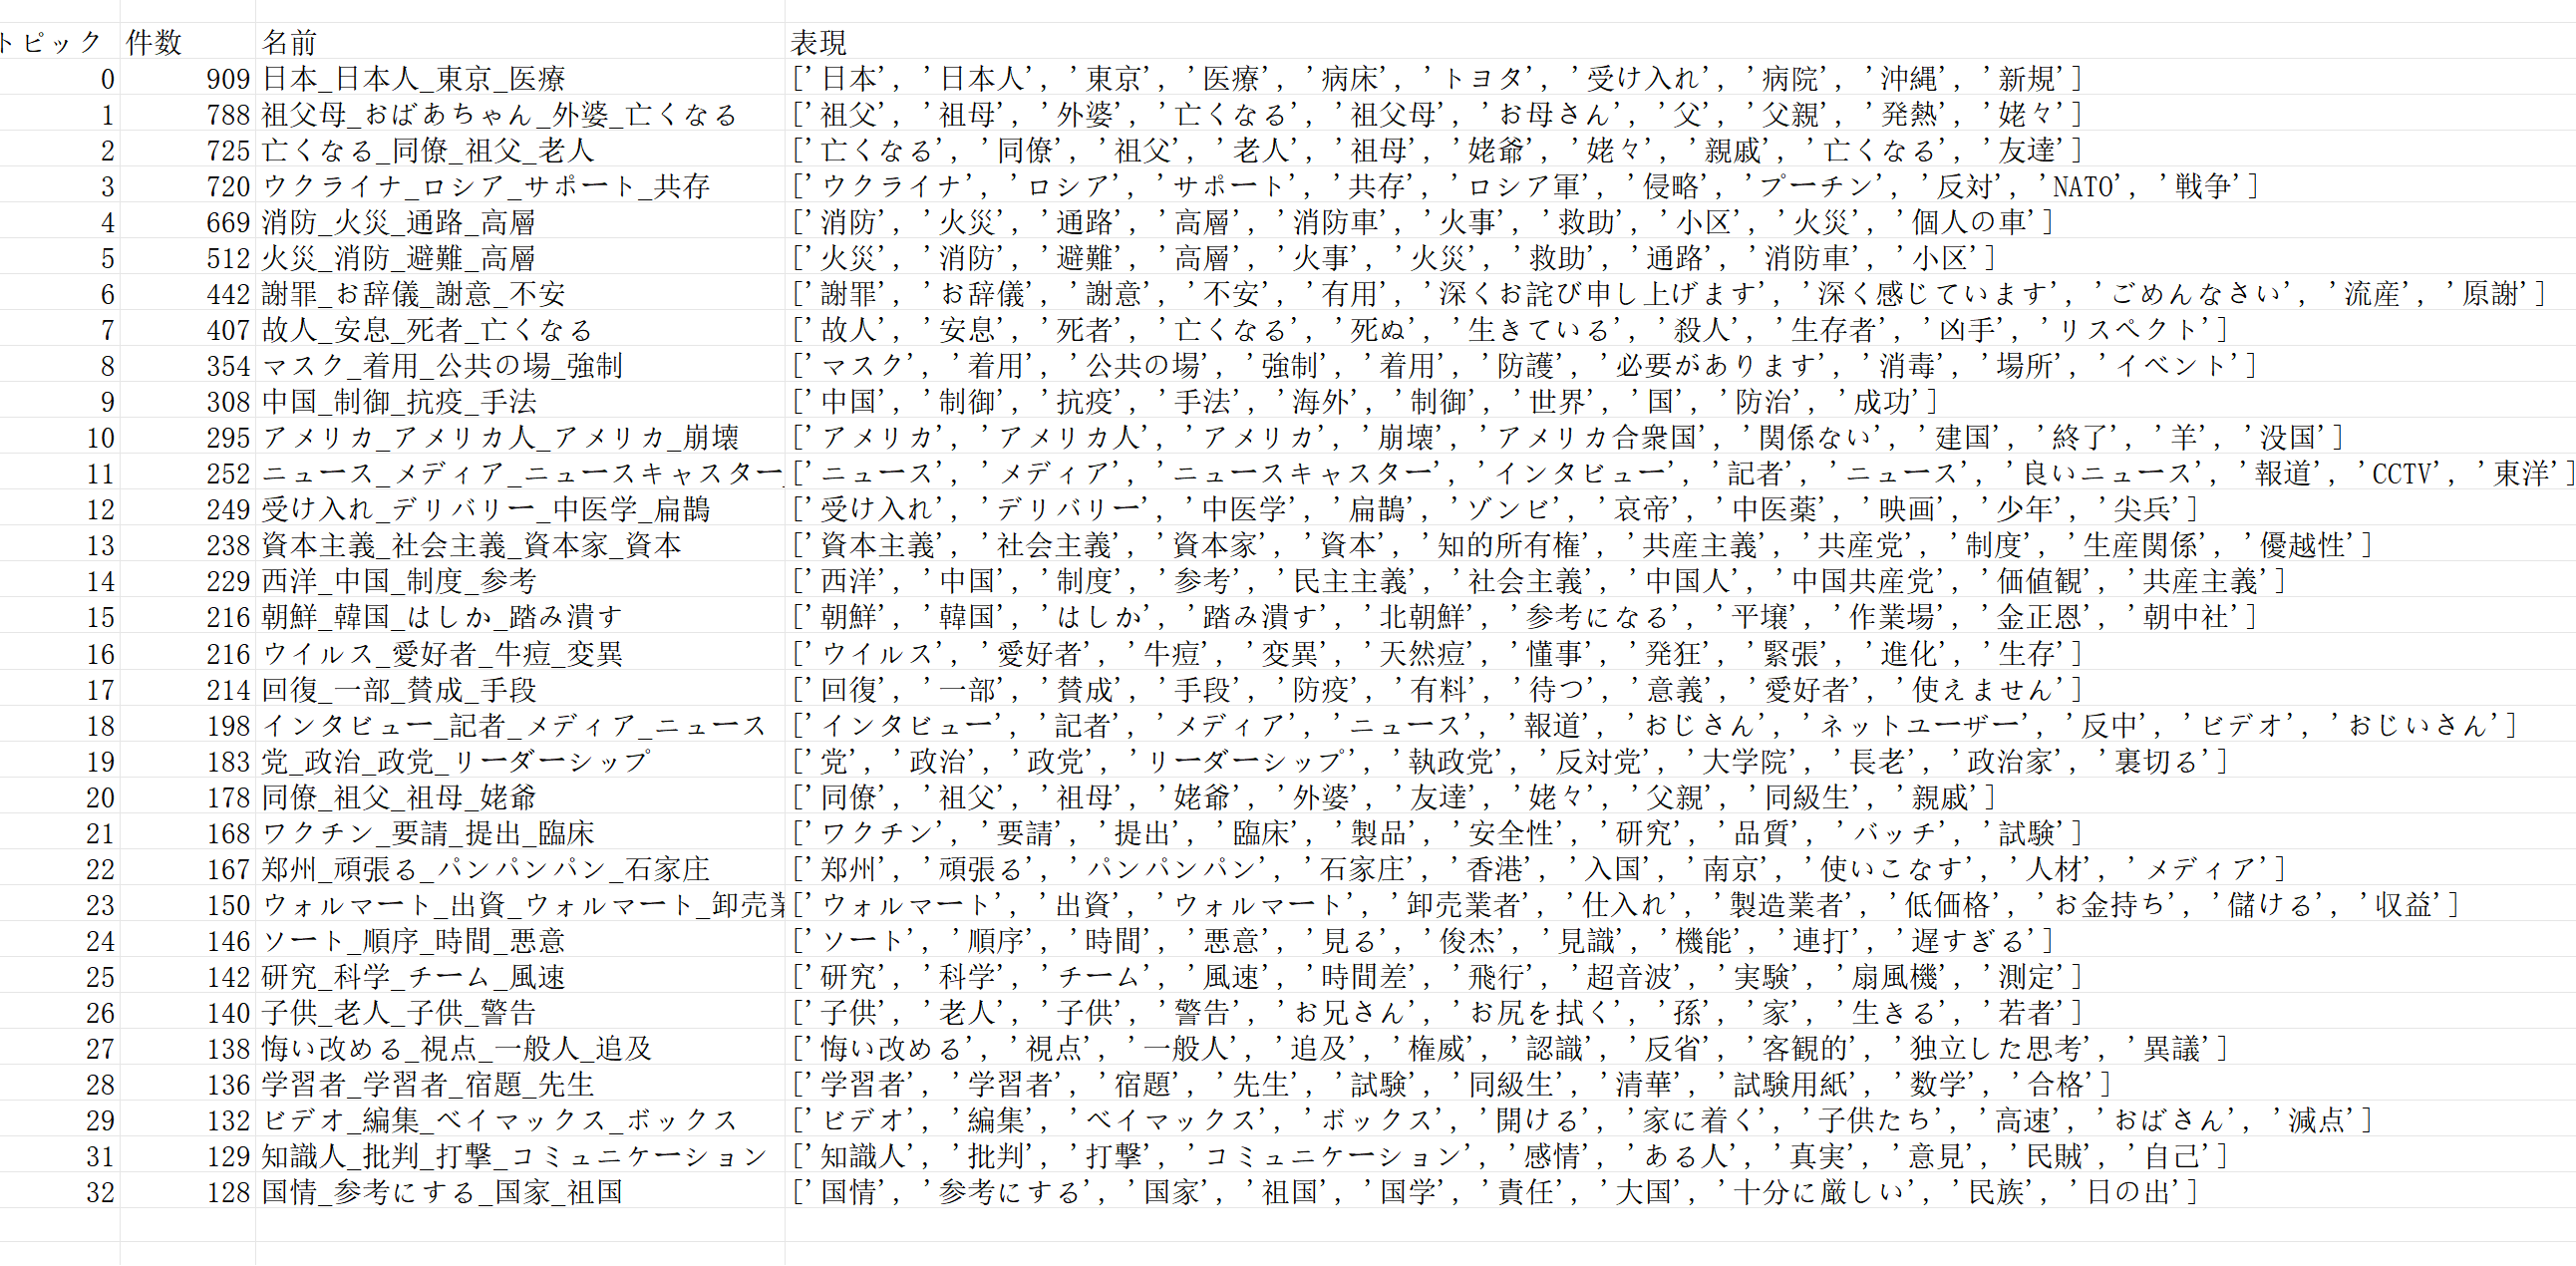 トピック 件数 名前 表現
0 909 日本_日本人_東京_医療 ['日本', '日本人', '東京', '医療', '病床', 'トヨタ', '受け入れ', '病院', '沖縄', '新規']
1 788 祖父母_おばあちゃん_外婆_亡くなる ['祖父', '祖母', '外婆', '亡くなる', '祖父母', 'お母さん', '父', '父親', '発熱', '姥々']
2 725 亡くなる_同僚_祖父_老人 ['亡くなる', '同僚', '祖父', '老人', '祖母', '姥爺', '姥々', '親戚', '亡くなる', '友達']
3 720 ウクライナ_ロシア_サポート_共存 ['ウクライナ', 'ロシア', 'サポート', '共存', 'ロシア軍', '侵略', 'プーチン', '反対', 'NATO', '戦争']
4 669 消防_火災_通路_高層 ['消防', '火災', '通路', '高層', '消防車', '火事', '救助', '小区', '火災', '個人の車']
5 512 火災_消防_避難_高層 ['火災', '消防', '避難', '高層', '火事', '火災', '救助', '通路', '消防車', '小区']
6 442 謝罪_お辞儀_謝意_不安 ['謝罪', 'お辞儀', '謝意', '不安', '有用', '深くお詫び申し上げます', '深く感じています', 'ごめんなさい', '流産', '原謝']
7 407 故人_安息_死者_亡くなる ['故人', '安息', '死者', '亡くなる', '死ぬ', '生きている', '殺人', '生存者', '凶手', 'リスペクト']
8 354 マスク_着用_公共の場_強制 ['マスク', '着用', '公共の場', '強制', '着用', '防護', '必要があります', '消毒', '場所', 'イベント']
9 308 中国_制御_抗疫_手法 ['中国', '制御', '抗疫', '手法', '海外', '制御', '世界', '国', '防治', '成功']
10 295 アメリカ_アメリカ人_アメリカ_崩壊 ['アメリカ', 'アメリカ人', 'アメリカ', '崩壊', 'アメリカ合衆国', '関係ない', '建国', '終了', '羊', '没国']
11 252 ニュース_メディア_ニュースキャスター_ ['ニュース', 'メディア', 'ニュースキャスター', 'インタビュー', '記者', 'ニュース', '良いニュース', '報道', 'CCTV', '東洋']
12 249 受け入れ_デリバリー_中医学_扁鵲 ['受け入れ', 'デリバリー', '中医学', '扁鵲', 'ゾンビ', '哀帝', '中医薬', '映画', '少年', '尖兵']
13 238 資本主義_社会主義_資本家_資本 ['資本主義', '社会主義', '資本家', '資本', '知的所有権', '共産主義', '共産党', '制度', '生産関係', '優越性']
14 229 西洋_中国_制度_参考 ['西洋', '中国', '制度', '参考', '民主主義', '社会主義', '中国人', '中国共産党', '価値観', '共産主義']
15 216 朝鮮_韓国_はしか_踏み潰す ['朝鮮', '韓国', 'はしか', '踏み潰す', '北朝鮮', '参考になる', '平壌', '作業場', '金正恩', '朝中社']
16 216 ウイルス_愛好者_牛痘_変異 ['ウイルス', '愛好者', '牛痘', '変異', '天然痘', '懂事', '発狂', '緊張', '進化', '生存']
17 214 回復_一部_賛成_手段 ['回復', '一部', '賛成', '手段', '防疫', '有料', '待つ', '意義', '愛好者', '使えません']
18 198 インタビュー_記者_メディア_ニュース ['インタビュー', '記者', 'メディア', 'ニュース', '報道', 'おじさん', 'ネットユーザー', '反中', 'ビデオ', 'おじいさん']
19 183 党_政治_政党_リーダーシップ ['党', '政治', '政党', 'リーダーシップ', '執政党', '反対党', '大学院', '長老', '政治家', '裏切る']
20 178 同僚_祖父_祖母_姥爺 ['同僚', '祖父', '祖母', '姥爺', '外婆', '友達', '姥々', '父親', '同級生', '親戚']
21 168 ワクチン_要請_提出_臨床 ['ワクチン', '要請', '提出', '臨床', '製品', '安全性', '研究', '品質', 'バッチ', '試験']
22 167 郑州_頑張る_パンパンパン_石家庄 ['郑州', '頑張る', 'パンパンパン', '石家庄', '香港', '入国', '南京', '使いこなす', '人材', 'メディア']
23 150 ウォルマート_出資_ウォルマート_卸売業 ['ウォルマート', '出資', 'ウォルマート', '卸売業者', '仕入れ', '製造業者', '低価格', 'お金持ち', '儲ける', '収益']
24 146 ソート_順序_時間_悪意 ['ソート', '順序', '時間', '悪意', '見る', '俊杰', '見識', '機能', '連打', '遅すぎる']
25 142 研究_科学_チーム_風速 ['研究', '科学', 'チーム', '風速', '時間差', '飛行', '超音波', '実験', '扇風機', '測定']
26 140 子供_老人_子供_警告 ['子供', '老人', '子供', '警告', 'お兄さん', 'お尻を拭く', '孫', '家', '生きる', '若者']
27 138 悔い改める_視点_一般人_追及 ['悔い改める', '視点', '一般人', '追及', '権威', '認識', '反省', '客観的', '独立した思考', '異議']
28 136 学習者_学習者_宿題_先生 ['学習者', '学習者', '宿題', '先生', '試験', '同級生', '清華', '試験用紙', '数学', '合格']
29 132 ビデオ_編集_ベイマックス_ボックス ['ビデオ', '編集', 'ベイマックス', 'ボックス', '開ける', '家に着く', '子供たち', '高速', 'おばさん', '減点']
31 129 知識人_批判_打撃_コミュニケーション ['知識人', '批判', '打撃', 'コミュニケーション', '感情', 'ある人', '真実', '意見', '民賊', '自己']
32 128 国情_参考にする_国家_祖国 ['国情', '参考にする', '国家', '祖国', '国学', '責任', '大国', '十分に厳しい', '民族', '日の出']